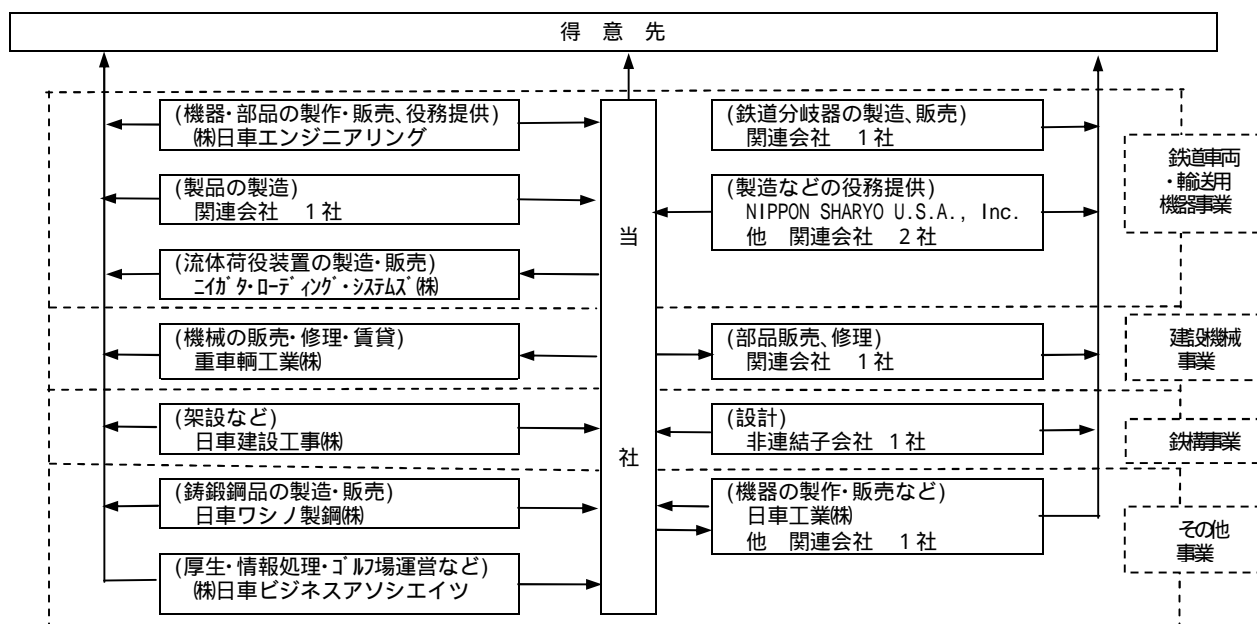 得 意 先
(機器・部品の製作・販売、役務提供)
㈱日車エンジニアリング
(鉄道分岐器の製造、販売)
関連会社 1社
鉄道車両
・輸送用
機器事業
(製品の製造)
関連会社 1社
(製造などの役務提供)
NIPPON SHARYO U.S.A., Inc.
他 関連会社 2社
当
社
(流体荷役装置の製造・販売)
ﾆｲｶﾞﾀ・ﾛｰﾃﾞｨﾝｸﾞ・ｼｽﾃﾑｽﾞ㈱
(機械の販売・修理・賃貸)
重車輌工業㈱
(部品販売、修理)
関連会社 1社
建設機械
事業
(架設など)
日車建設工事㈱
(設計)
非連結子会社 1社
鉄構事業
(鋳鍛鋼品の製造・販売)
日車ワシノ製鋼㈱
(機器の製作・販売など)
日車工業㈱
他 関連会社 1社
その他
事業
(厚生・情報処理・ｺﾞﾙﾌ場運営など)
㈱日車ビジネスアソシエイツ